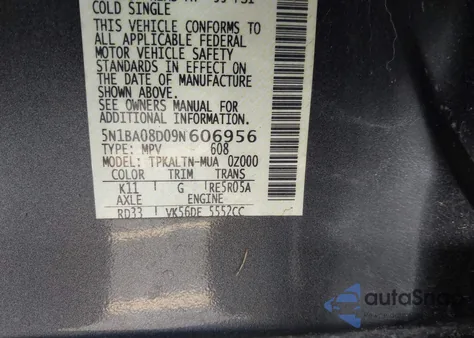 COLD SINGLE
THIS VEHICLE CONFORMS TO
ALL APPLICABLE FEDERAL
MOTOR VEHICLE SAFETY
STANDARDS IN EFFECT ON
THE DATE OF MANUFACTURE
SHOWN ABOVE.
SEE OWNERS MANUAL FOR
ADDITIONAL INFORMATION.
5N1BA08D09N606956
TYPE: MPV 608
MODEL: TPKALTN-MUA 0Z000
COLOR TRIM TRANS
K11 G RE5R05A
AXLE ENGINE
RD33 VK56DE 5552CC
autoSnap